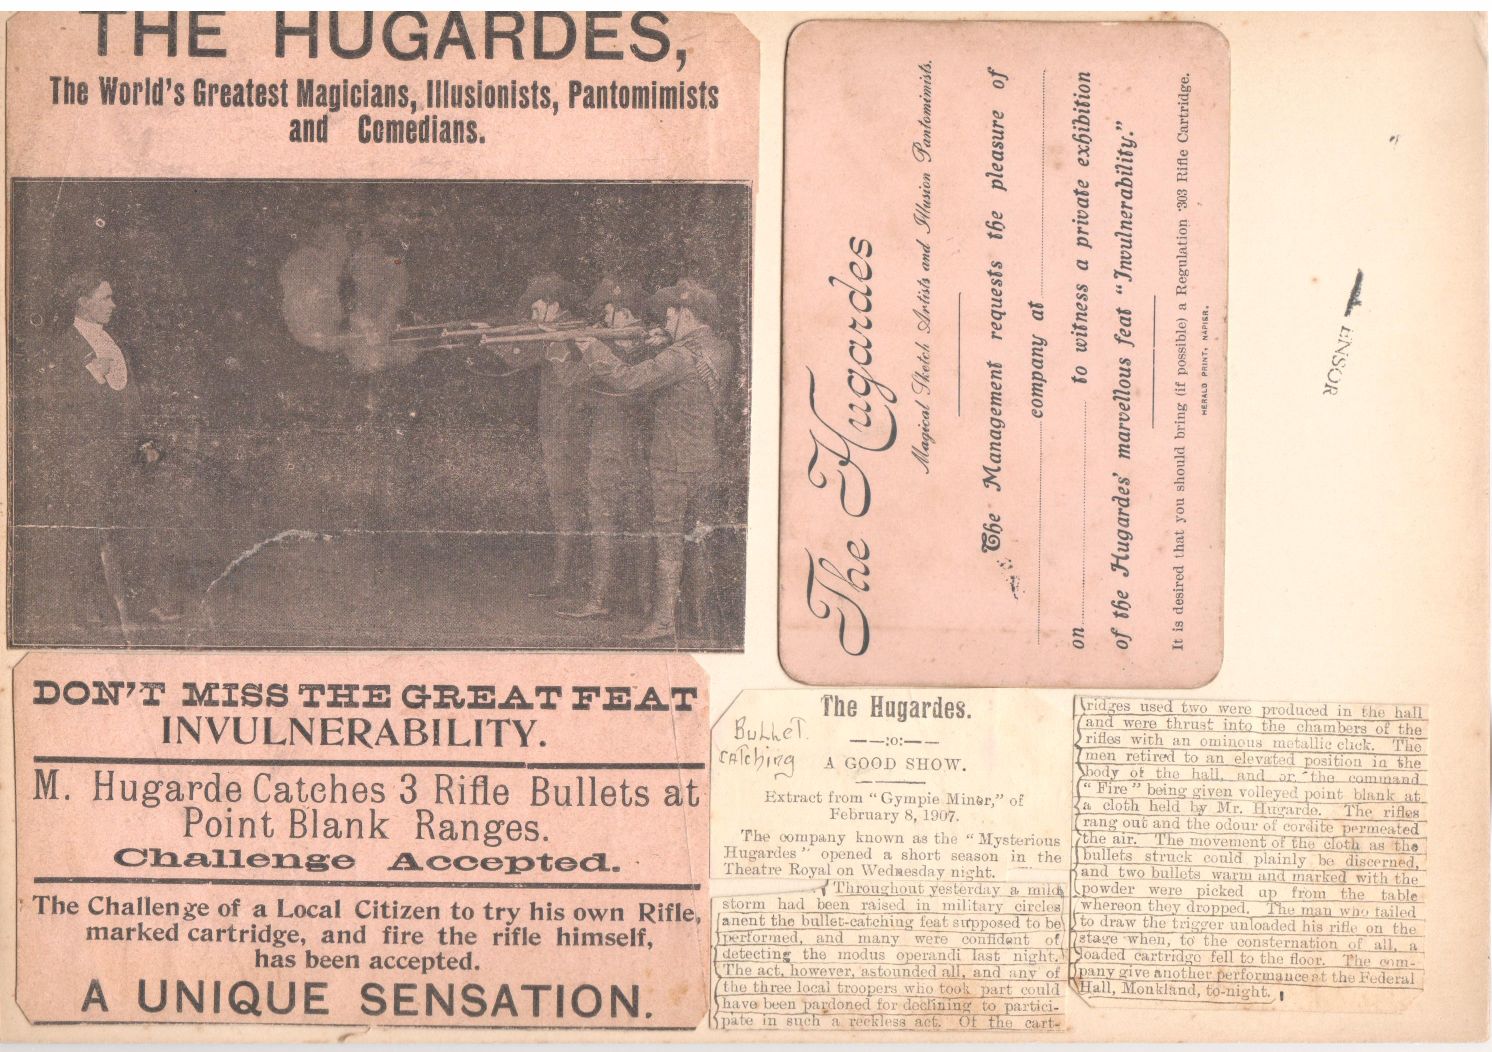 THE HUGARDES,
The World's Greatest Magicians, Illusionists, Pantomimists
and Comedians.
DON'T MISS THE GREAT FEAT
INVULNERABILITY.
M. Hugarde Catches 3 Rifle Bullets at
Point Blank Ranges.
Challenge Accepted.
The Challenge of a Local Citizen to try his own Rifle,
marked cartridge, and fire the rifle himself,
has been accepted.
A UNIQUE SENSATION.
The Hugardes
Magical Sketch Artists and Illusion Pantomimists.
The Management requests the pleasure of
company at
on to witness a private exhibition
of the Hugardes' marvellous feat "Invulnerability."
It is desired that you should bring (if possible) a Regulation ·303 Rifle Cartridge.
HERALD PRINT, NAPIER.
ENSOR
Bullet
catching
The Hugardes.
——:o:——
A GOOD SHOW.
Extract from "Gympie Miner," of
February 8, 1907.
The company known as the "Mysterious
Hugardes" opened a short season in the
Theatre Royal on Wednesday night.
Throughout yesterday a mild
storm had been raised in military circles
anent the bullet-catching feat supposed to be
performed, and many were confident of
detecting the modus operandi last night.
The act, however, astounded all, and any of
the three local troopers who took part could
have been pardoned for declining to partici-
pate in such a reckless act. Of the cart-
ridges used two were produced in the hall
and were thrust into the chambers of the
rifles with an ominous metallic click. The
men retired to an elevated position in the
body of the hall, and on the command
"Fire" being given volleyed point blank at
a cloth held by Mr. Hugarde. The rifles
rang out and the odour of cordite permeated
the air. The movement of the cloth as the
bullets struck could plainly be discerned,
and two bullets warm and marked with the
powder were picked up from the table
whereon they dropped. The man who failed
to draw the trigger unloaded his rifle on the
stage when, to the consternation of all, a
loaded cartridge fell to the floor. The com-
pany give another performance at the Federal
Hall, Monkland, to-night.